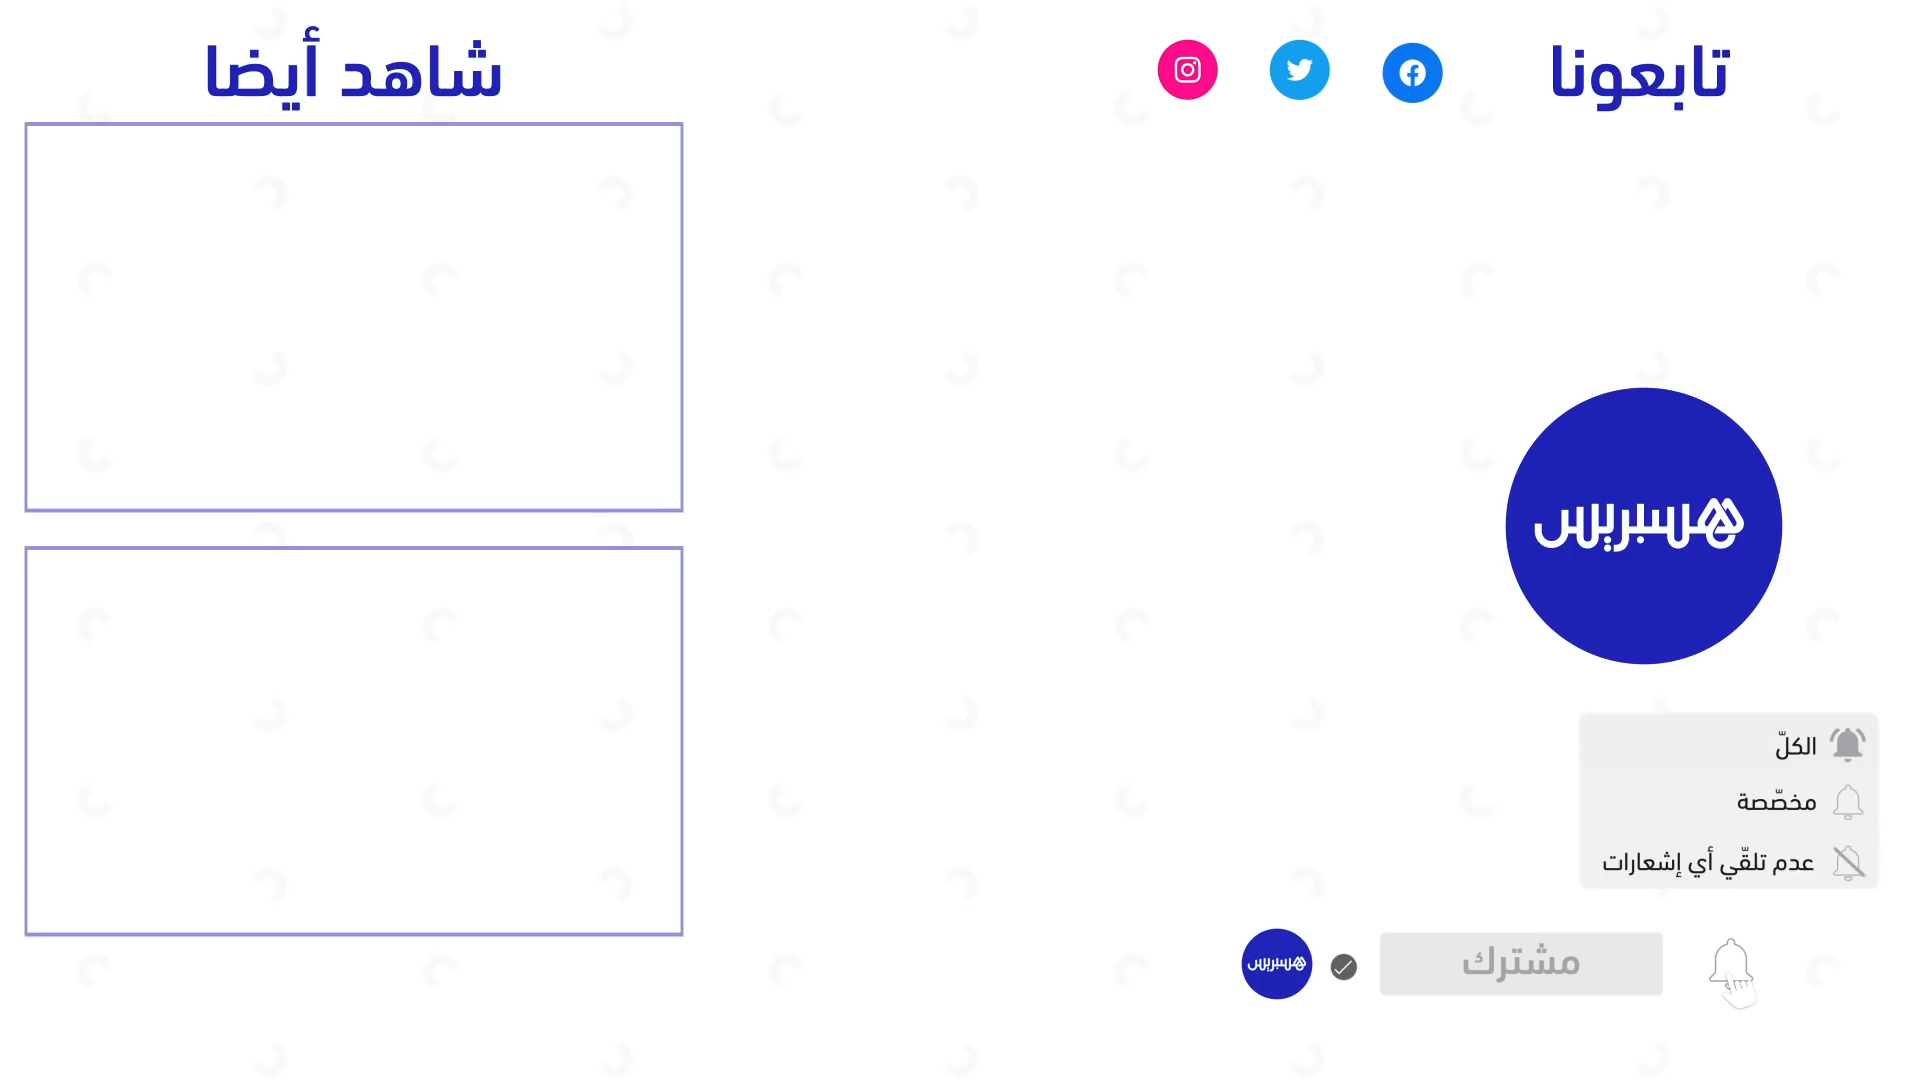 تابعونا
شاهد أيضا
هسبريس
الكلّ
مخصّصة
عدم تلقّي أي إشعارات
هسبريس
مشترك